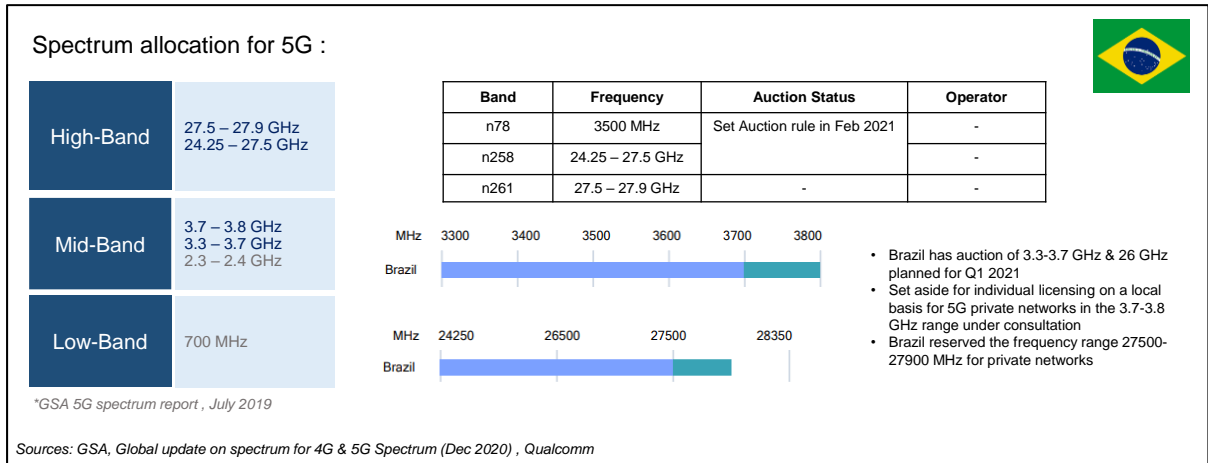 Spectrum allocation for 5G :
High-Band
27.5 – 27.9 GHz
24.25 – 27.5 GHz
Mid-Band
3.7 – 3.8 GHz
3.3 – 3.7 GHz
2.3 – 2.4 GHz
Low-Band
700 MHz
*GSA 5G spectrum report , July 2019
Band Frequency Auction Status Operator
n78 3500 MHz Set Auction rule in Feb 2021 -
n258 24.25 – 27.5 GHz -
n261 27.5 – 27.9 GHz - -
MHz 3300 3400 3500 3600 3700 3800
Brazil
MHz 24250 26500 27500 28350
Brazil
• Brazil has auction of 3.3-3.7 GHz & 26 GHz
planned for Q1 2021
• Set aside for individual licensing on a local
basis for 5G private networks in the 3.7-3.8
GHz range under consultation
• Brazil reserved the frequency range 27500-
27900 MHz for private networks
Sources: GSA, Global update on spectrum for 4G & 5G Spectrum (Dec 2020) , Qualcomm